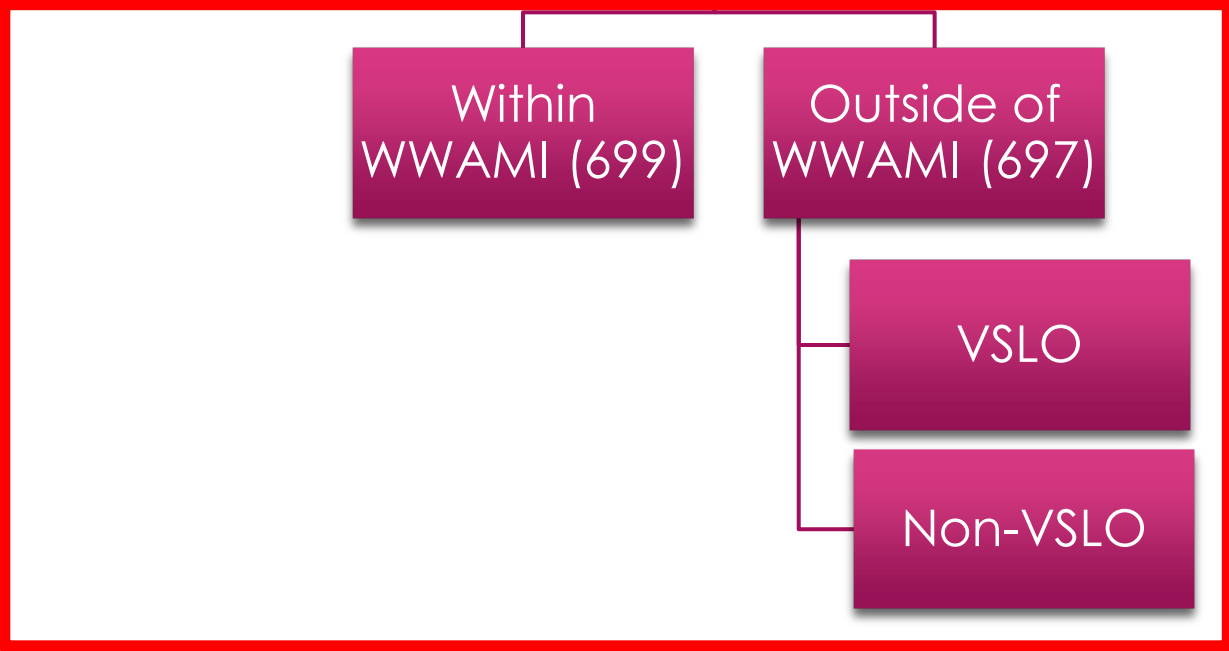 Within
WWAMI (699)
Outside of
WWAMI (697)
VSLO
Non-VSLO